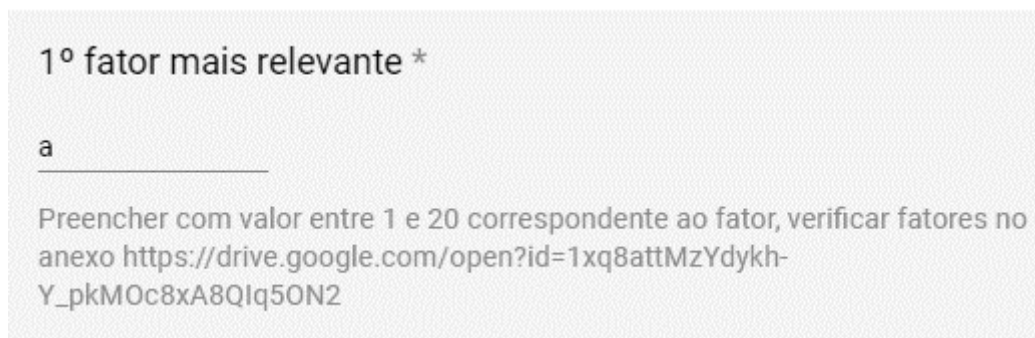 1º fator mais relevante *
a
Preencher com valor entre 1 e 20 correspondente ao fator, verificar fatores no
anexo https://drive.google.com/open?id=1xq8attMzYdykh-
Y_pkMOc8xA8QIq5ON2